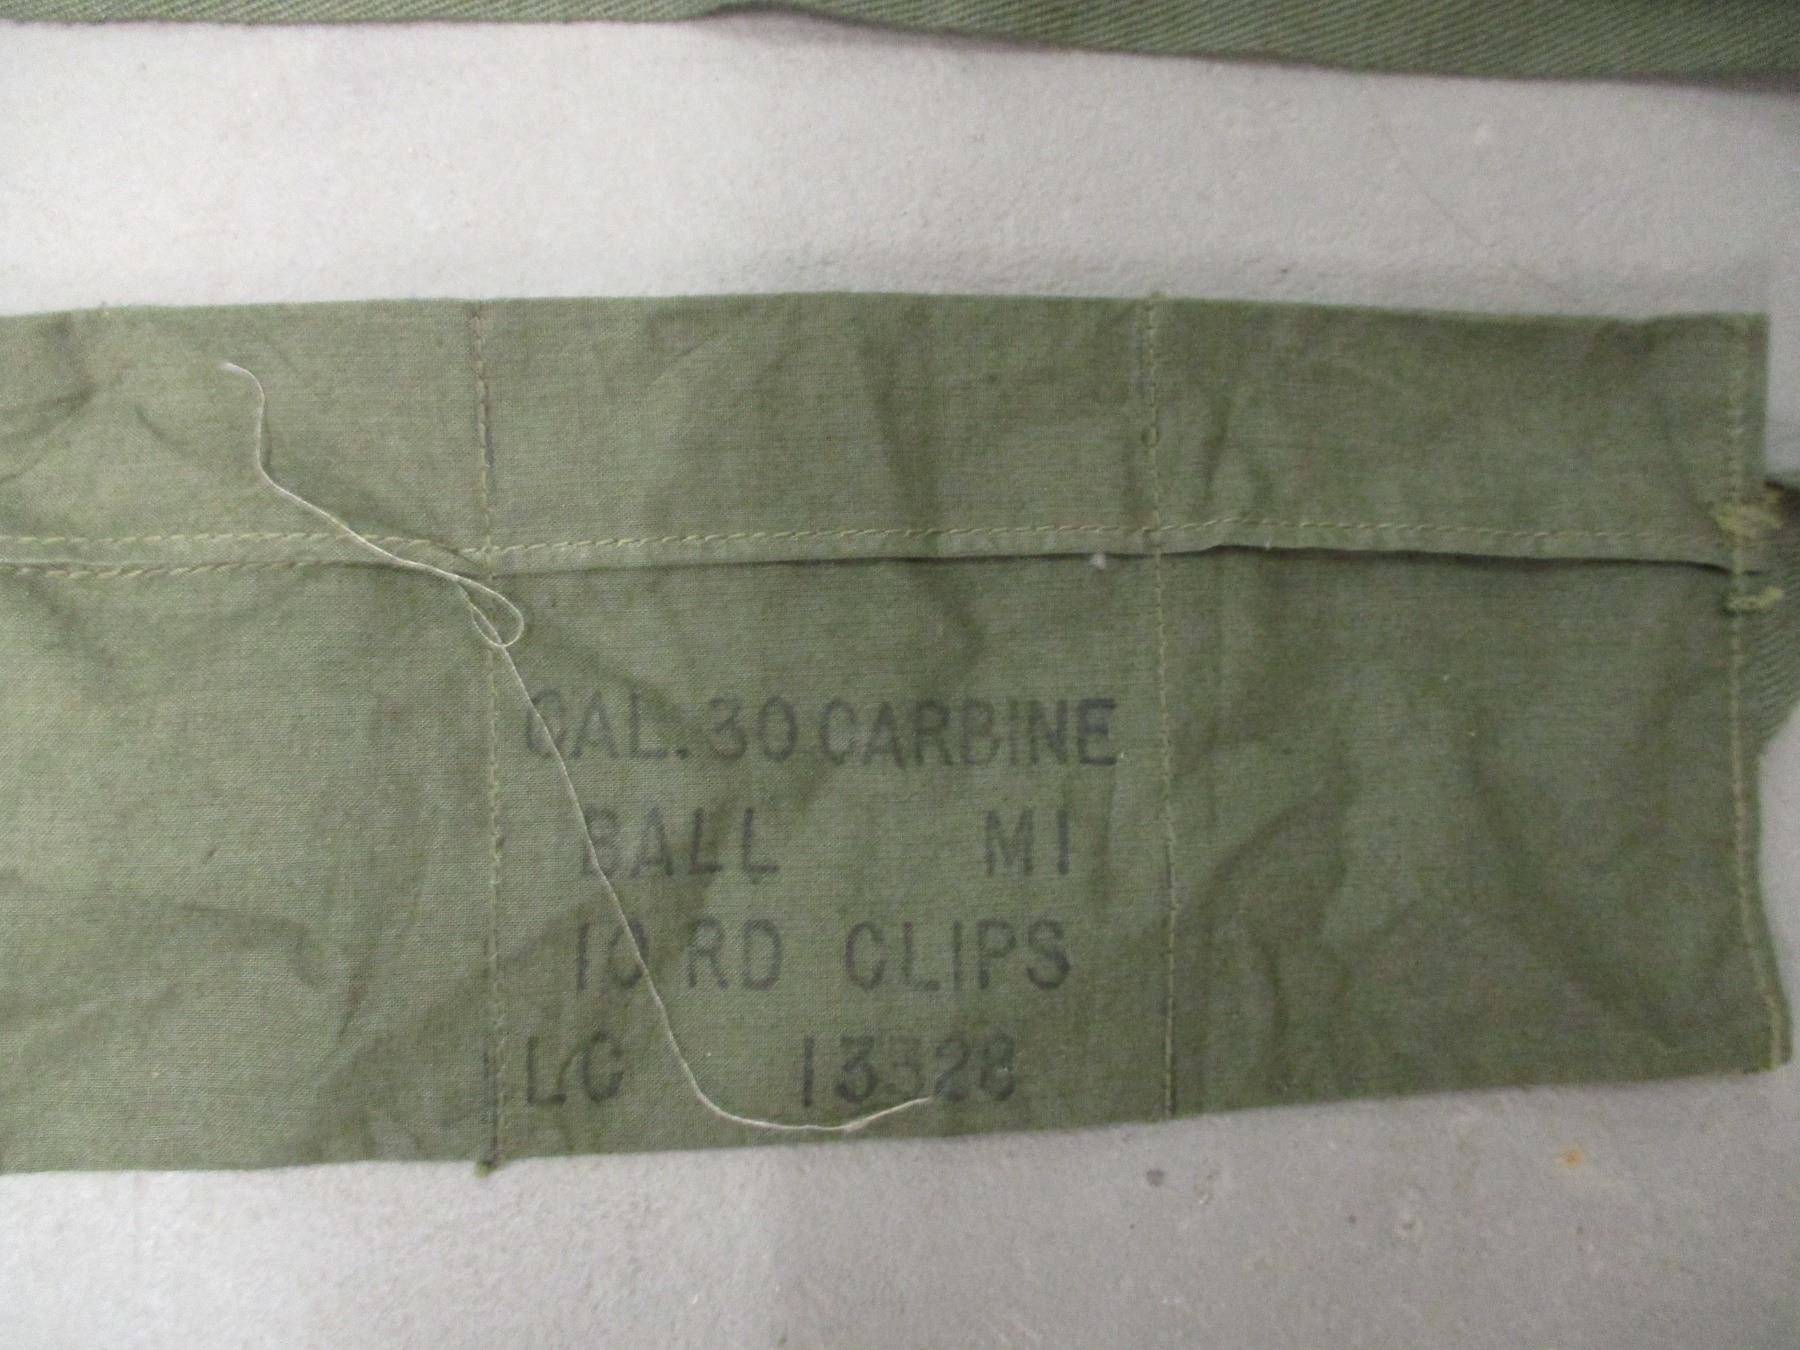 CAL. 30 CARBINE
BALL M1
10 RD CLIPS
LC 13328